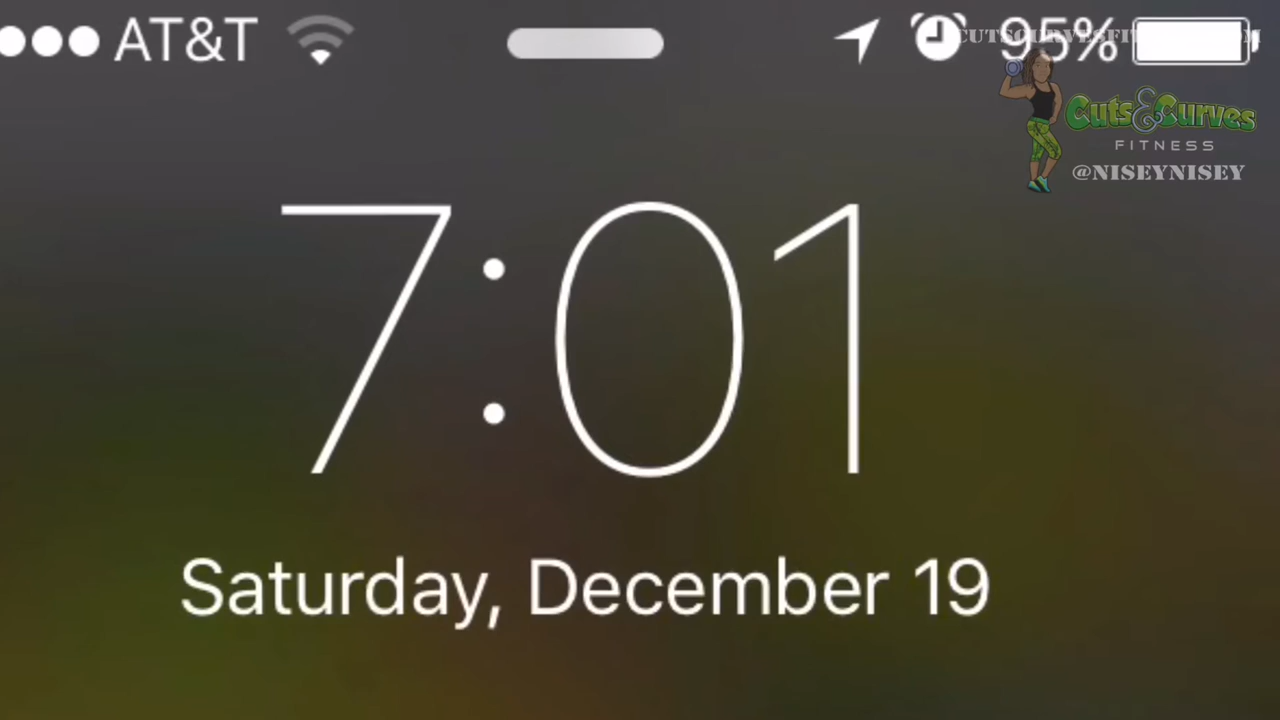 AT&T 95%
Cuts & Curves
FITNESS
@NISEYNISEY
7:01
Saturday, December 19